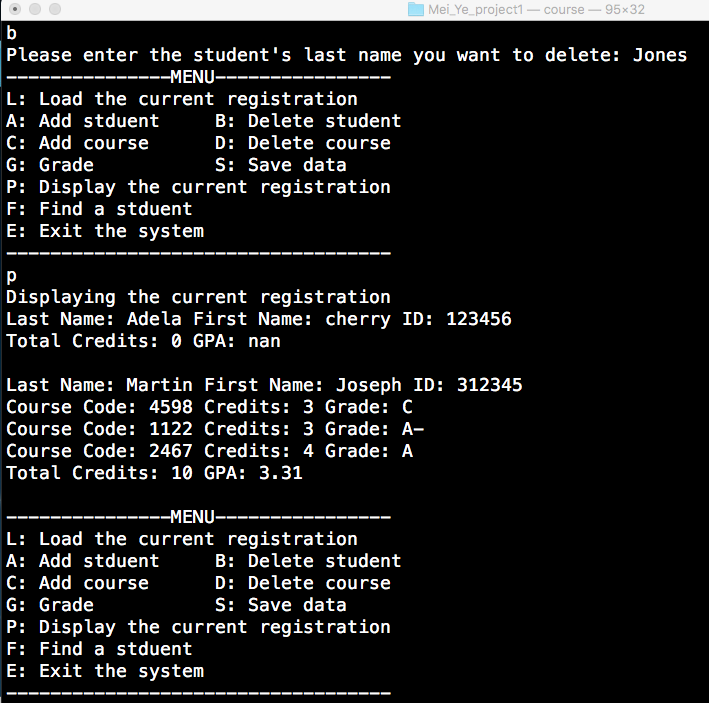 Mei_Ye_project1 — course — 95×32
b
Please enter the student's last name you want to delete: Jones
---------------MENU----------------
L: Load the current registration
A: Add stduent     B: Delete student
C: Add course      D: Delete course
G: Grade           S: Save data
P: Display the current registration
F: Find a stduent
E: Exit the system
-----------------------------------
p
Displaying the current registration
Last Name: Adela First Name: cherry ID: 123456
Total Credits: 0 GPA: nan
Last Name: Martin First Name: Joseph ID: 312345
Course Code: 4598 Credits: 3 Grade: C
Course Code: 1122 Credits: 3 Grade: A-
Course Code: 2467 Credits: 4 Grade: A
Total Credits: 10 GPA: 3.31
---------------MENU----------------
L: Load the current registration
A: Add stduent     B: Delete student
C: Add course      D: Delete course
G: Grade           S: Save data
P: Display the current registration
F: Find a stduent
E: Exit the system
-----------------------------------